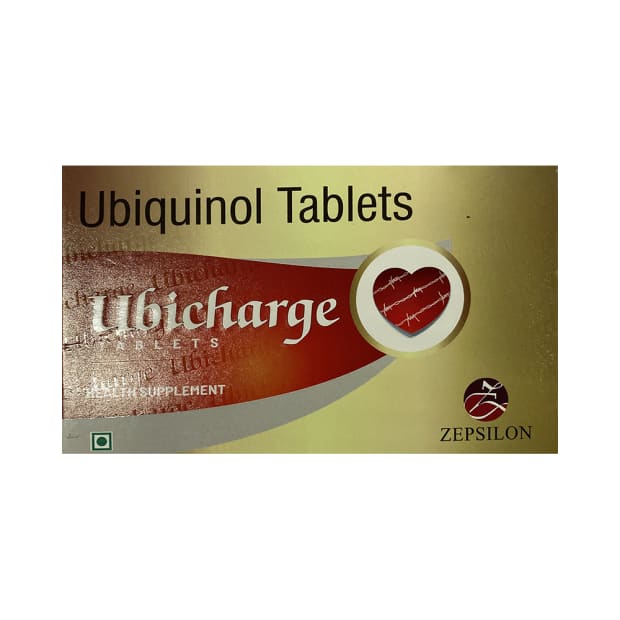 Ubiquinol Tablets
Ubicharge
TABLETS
HEALTH SUPPLEMENT
ZEPSILON